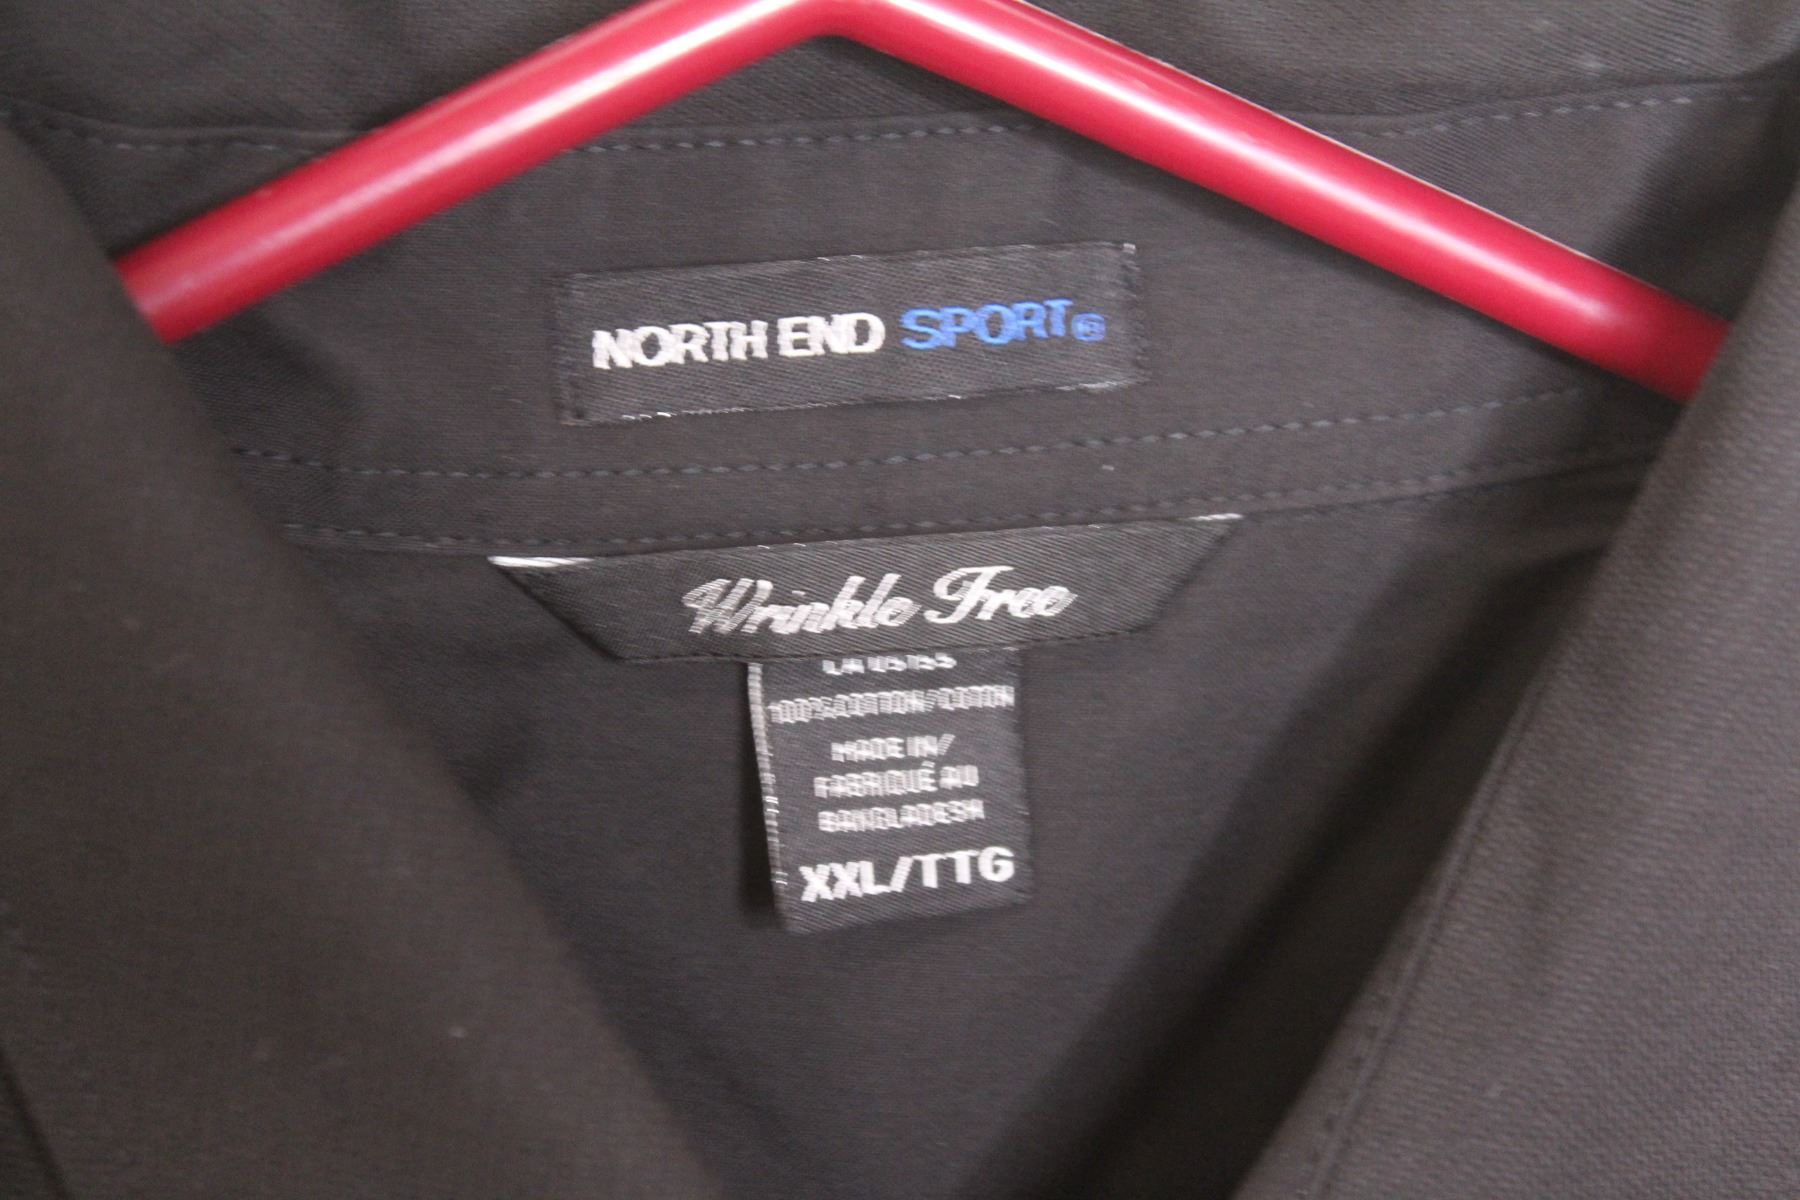 NORTH END SPORT®
Wrinkle Free
100% COTTON/COTON
MADE IN/
FABRIQUÉ AU
BANGLADESH
XXL/TTG